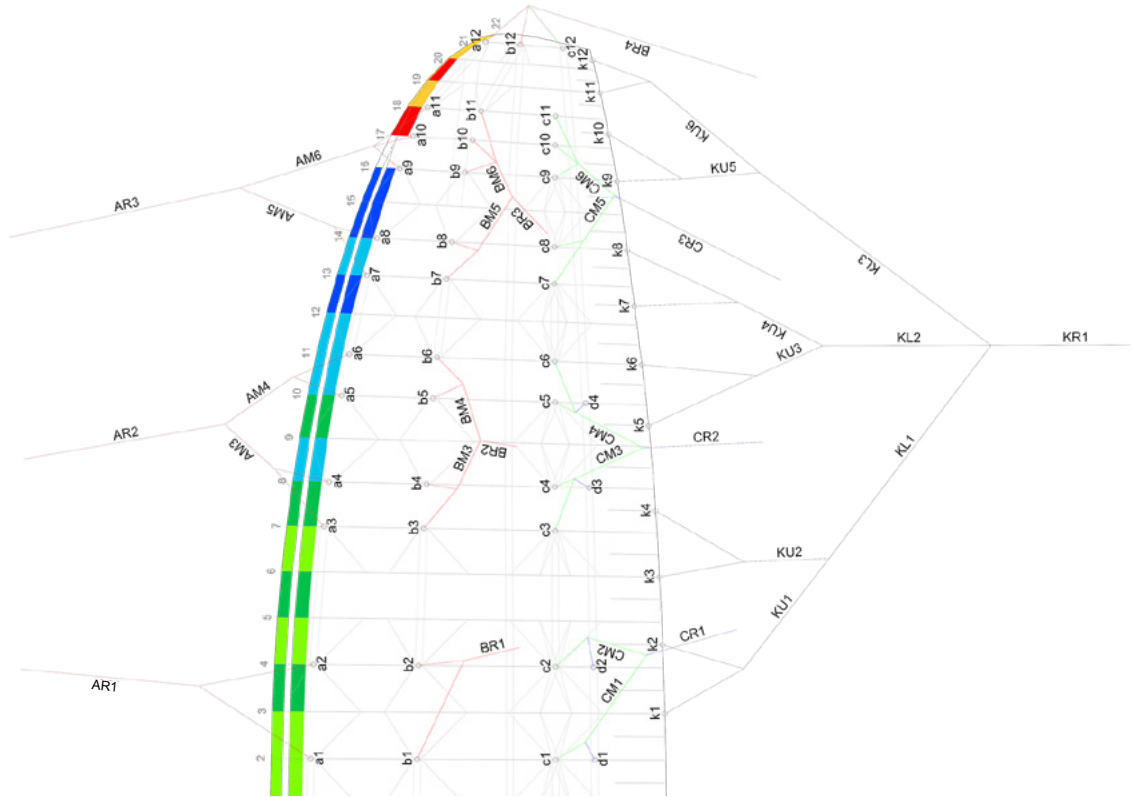 22
21
a12
b12
c12
BR4
k12
20
19
18
17
16
a11
a10
a9
b11
b10
b9
c11
c10
c9
k11
k10
k9
KU6
KU5
AM6
AR3
AM5
BM6
BM5
BR3
CM6
CM5
CR3
15
14
13
12
a8
a7
b8
b7
c8
c7
k8
k7
KL3
KU4
KU3
KL2
KR1
11
10
9
8
7
a6
a5
a4
a3
b6
b5
b4
b3
c6
c5
c4
c3
d4
d3
k6
k5
k4
k3
AM4
AR2
AM3
BM4
BM3
BR2
CM4
CM3
CR2
KL1
KU2
KU1
6
5
4
3
2
a2
a1
b2
b1
BR1
c2
c1
d2
d1
CM2
CM1
CR1
k2
k1
AR1